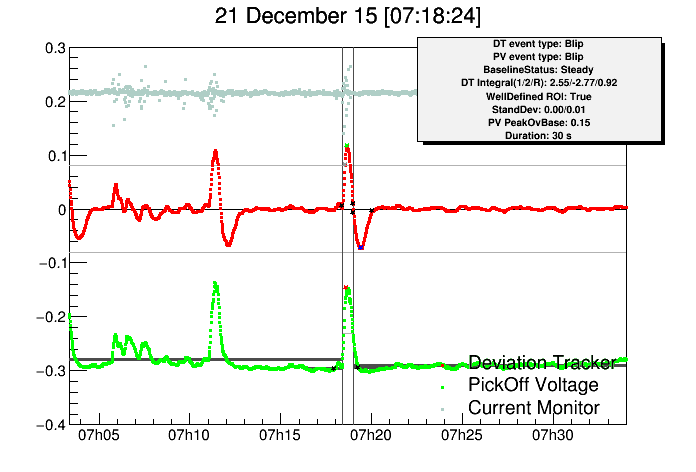 21 December 15 [07:18:24]
DT event type: Blip
PV event type: Blip
BaselineStatus: Steady
DT Integral(1/2/R): 2.55/-2.77/0.92
WellDefined ROI: True
StandDev: 0.00/0.01
PV PeakOvBase: 0.15
Duration: 30 s
0.3
0.2
0.1
0
−0.1
−0.2
−0.3
−0.4
Deviation Tracker
PickOff Voltage
Current Monitor
07h05 07h10 07h15 07h20 07h25 07h30